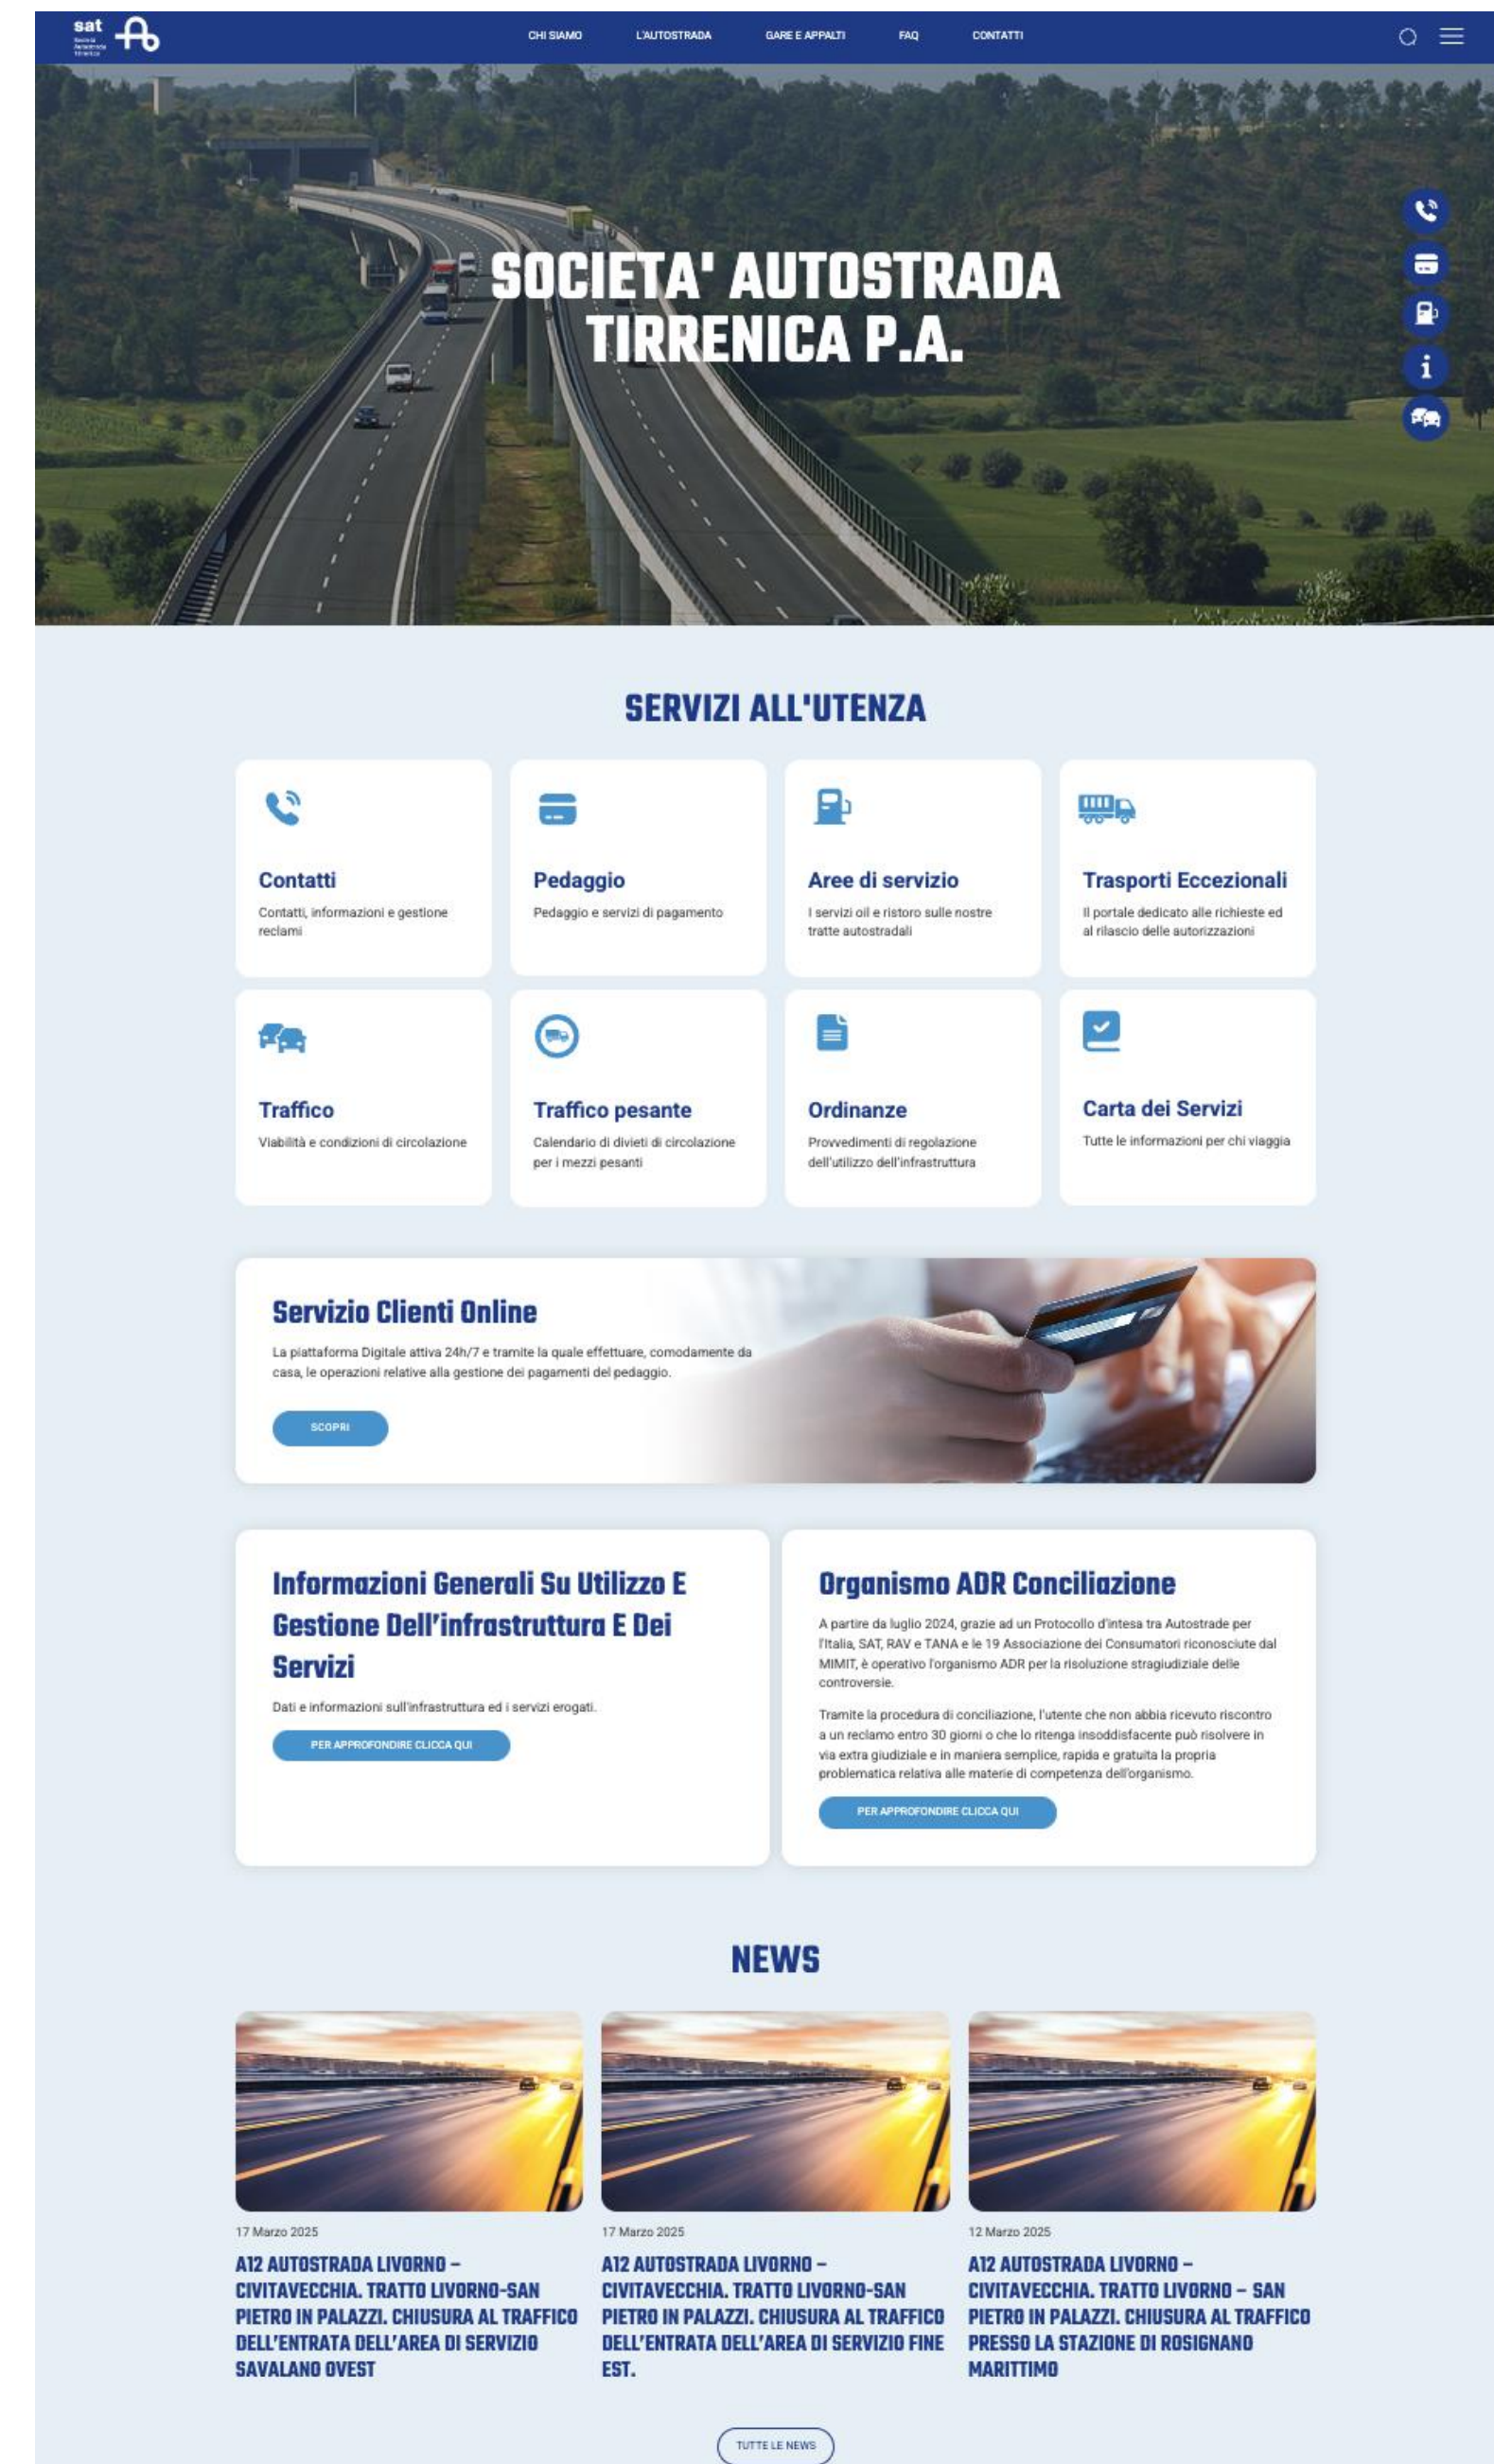 sat
Società
Autostrada
Tirrenica
CHI SIAMO
L'AUTOSTRADA
GARE E APPALTI
FAQ
CONTATTI
SOCIETA' AUTOSTRADA
TIRRENICA P.A.
SERVIZI ALL'UTENZA
Contatti
Contatti, informazioni e gestione
reclami
Pedaggio
Pedaggio e servizi di pagamento
Aree di servizio
I servizi oil e ristoro sulle nostre
tratte autostradali
Trasporti Eccezionali
Il portale dedicato alle richieste ed
al rilascio delle autorizzazioni
Traffico
Viabilità e condizioni di circolazione
Traffico pesante
Calendario di divieti di circolazione
per i mezzi pesanti
Ordinanze
Provvedimenti di regolazione
dell'utilizzo dell'infrastruttura
Carta dei Servizi
Tutte le informazioni per chi viaggia
Servizio Clienti Online
La piattaforma Digitale attiva 24h/7 e tramite la quale effettuare, comodamente da
casa, le operazioni relative alla gestione dei pagamenti del pedaggio.
SCOPRI
Informazioni Generali Su Utilizzo E
Gestione Dell'infrastruttura E Dei
Servizi
Dati e informazioni sull'infrastruttura ed i servizi erogati.
PER APPROFONDIRE CLICCA QUI
Organismo ADR Conciliazione
A partire da luglio 2024, grazie ad un Protocollo d'intesa tra Autostrade per
l'Italia, SAT, RAV e TANA e le 19 Associazione dei Consumatori riconosciute dal
MIMIT, è operativo l'organismo ADR per la risoluzione stragiudiziale delle
controversie.
Tramite la procedura di conciliazione, l'utente che non abbia ricevuto riscontro
a un reclamo entro 30 giorni o che lo ritenga insoddisfacente può risolvere in
via extra giudiziale e in maniera semplice, rapida e gratuita la propria
problematica relativa alle materie di competenza dell'organismo.
PER APPROFONDIRE CLICCA QUI
NEWS
17 Marzo 2025
A12 AUTOSTRADA LIVORNO –
CIVITAVECCHIA. TRATTO LIVORNO-SAN
PIETRO IN PALAZZI. CHIUSURA AL TRAFFICO
DELL'ENTRATA DELL'AREA DI SERVIZIO
SAVALANO OVEST
17 Marzo 2025
A12 AUTOSTRADA LIVORNO –
CIVITAVECCHIA. TRATTO LIVORNO-SAN
PIETRO IN PALAZZI. CHIUSURA AL TRAFFICO
DELL'ENTRATA DELL'AREA DI SERVIZIO FINE
EST.
12 Marzo 2025
A12 AUTOSTRADA LIVORNO –
CIVITAVECCHIA. TRATTO LIVORNO – SAN
PIETRO IN PALAZZI. CHIUSURA AL TRAFFICO
PRESSO LA STAZIONE DI ROSIGNANO
MARITTIMO
TUTTE LE NEWS